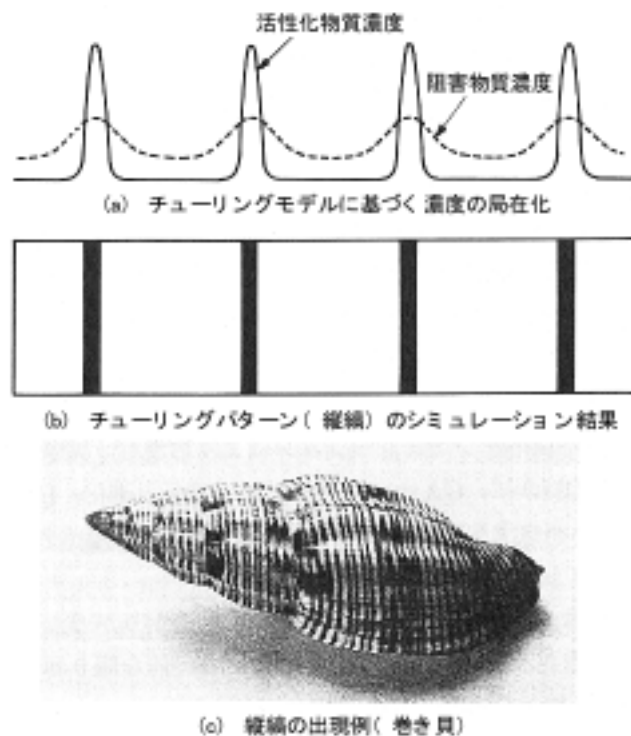 活性化物質濃度
阻害物質濃度
(a) チューリングモデルに基づく濃度の局在化
(b) チューリングパターン(縦縞)のシミュレーション結果
(c) 縦縞の出現例(巻き貝)